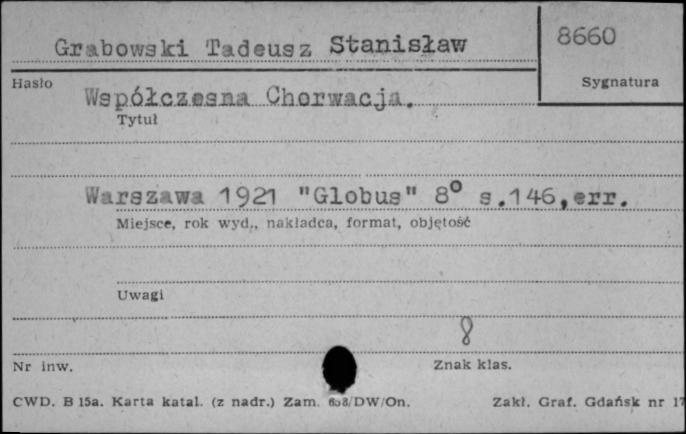 Grabowski Tadeusz Stanisław
8660
Hasło
Sygnatura
Współczesna Chorwacja.
Tytuł
Warszawa 1921 "Globus" 8° s.146,err.
Miejsce, rok wyd., nakładca, format, objętość
Uwagi
8
Nr inw.
Znak klas.
CWD. B 15a. Karta katal. (z nadr.) Zam. /DW/On.
Zakł. Graf. Gdańsk nr 17